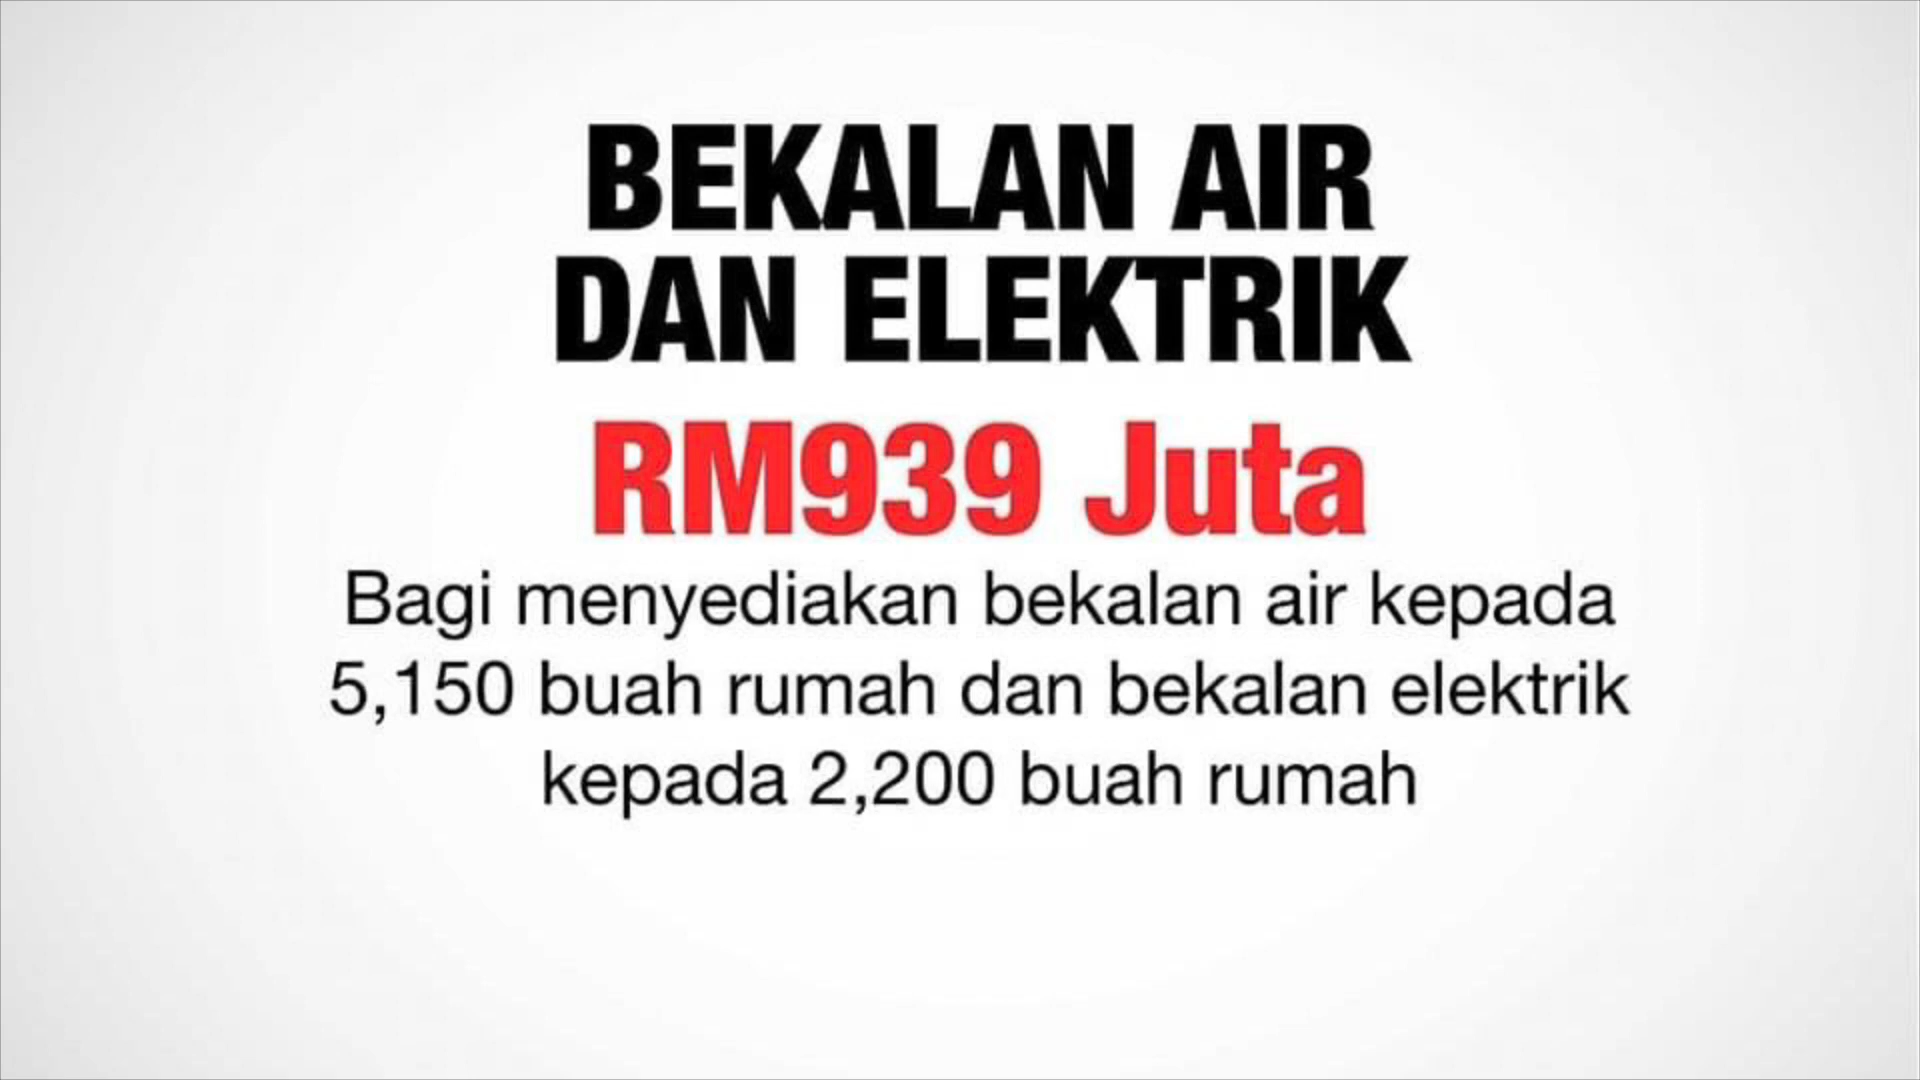 BEKALAN AIR
DAN ELEKTRIK
RM939 Juta
Bagi menyediakan bekalan air kepada
5,150 buah rumah dan bekalan elektrik
kepada 2,200 buah rumah